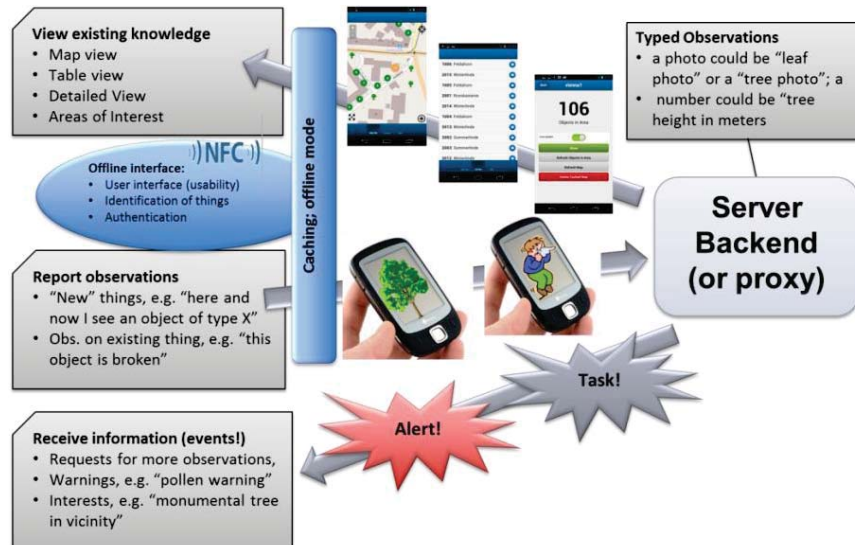 View existing knowledge
• Map view
• Table view
• Detailed View
• Areas of Interest
NFC
Offline interface:
• User interface (usability)
• Identification of things
• Authentication
Report observations
• “New” things, e.g. “here and
now I see an object of type X”
• Obs. on existing thing, e.g. “this
object is broken”
Receive information (events!)
• Requests for more observations,
• Warnings, e.g. “pollen warning”
• Interests, e.g. “monumental tree
in vicinity”
Caching; offline mode
106
Objects in Area
Typed Observations
• a photo could be “leaf
photo” or a “tree photo”; a
• number could be “tree
height in meters
Server
Backend
(or proxy)
Task!
Alert!